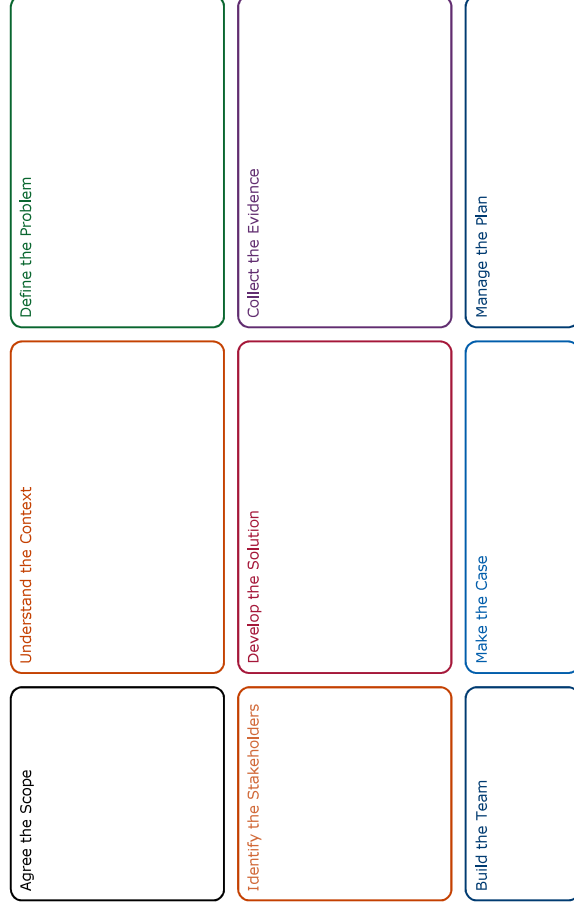 Agree the Scope
Understand the Context
Define the Problem
Identify the Stakeholders
Develop the Solution
Collect the Evidence
Build the Team
Make the Case
Manage the Plan